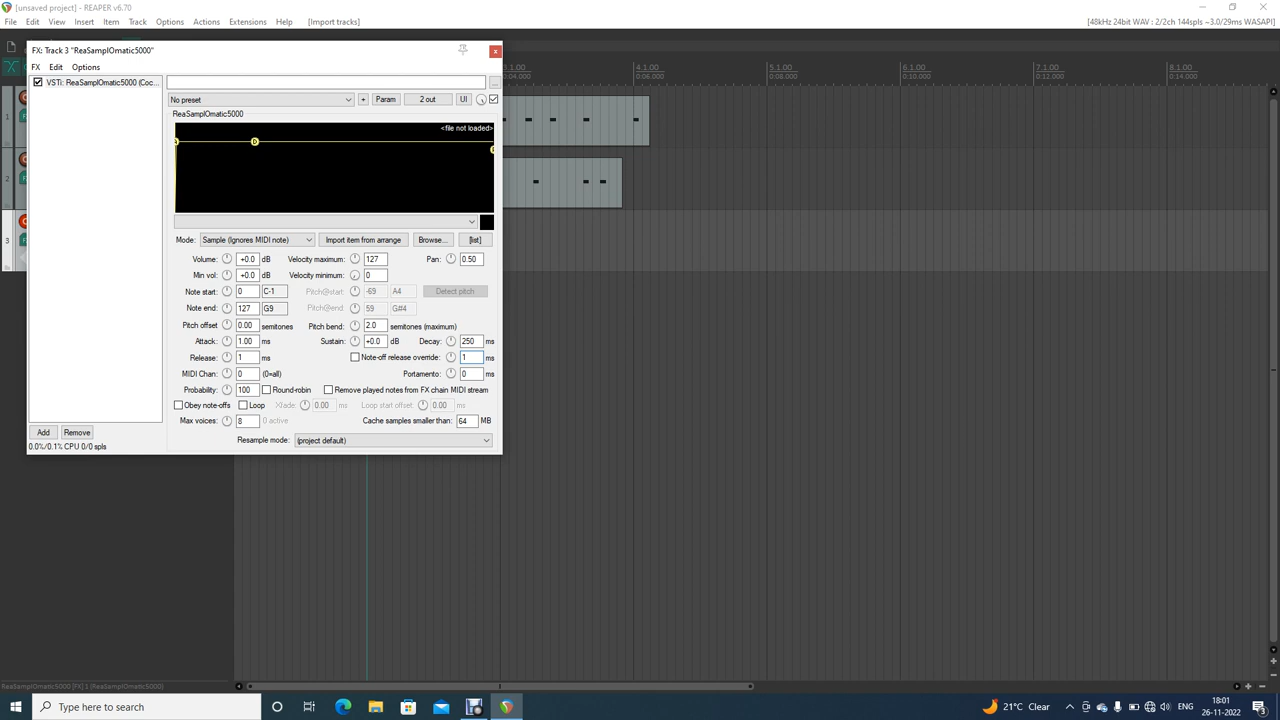 [unsaved project] - REAPER v6.70
File Edit View Insert Item Track Options Actions Extensions Help [Import tracks]
[48kHz 24bit WAV : 2/2ch 144spls ~3.0/29ms WASAPI]
FX: Track 3 "ReaSamplOmatic5000"
FX Edit Options
VSTi: ReaSamplOmatic5000 (Coc...
No preset + Param 2 out UI
ReaSamplOmatic5000
<file not loaded>
D
Mode: Sample (Ignores MIDI note) Import item from arrange Browse... [list]
Volume: +0.0 dB Velocity maximum: 127 Pan: 0.50
Min vol: +0.0 dB Velocity minimum: 0
Note start: 0 C-1 Pitch@start: -69 A4 Detect pitch
Note end: 127 G9 Pitch@end: 59 G#4
Pitch offset 0.00 semitones Pitch bend: 2.0 semitones (maximum)
Attack: 1.00 ms Sustain: +0.0 dB Decay: 250 ms
Release: 1 ms Note-off release override: 1 ms
MIDI Chan: 0 (0=all) Portamento: 0 ms
Probability: 100 Round-robin Remove played notes from FX chain MIDI stream
Obey note-offs Loop Xfade: 0.00 ms Loop start offset: 0.00 ms
Max voices: 8 0 active Cache samples smaller than: 64 MB
Resample mode: (project default)
Add Remove
0.0%/0.1% CPU 0/0 spls
3.1.00 4.1.00 5.1.00 6.1.00 7.1.00 8.1.00
0:04.000 0:06.000 0:08.000 0:10.000 0:12.000 0:14.000
1
2
3
ReaSamplOmatic5000 [FX] 1 (ReaSamplOmatic5000)
Type here to search
21°C Clear
ENG
18:01
26-11-2022
3